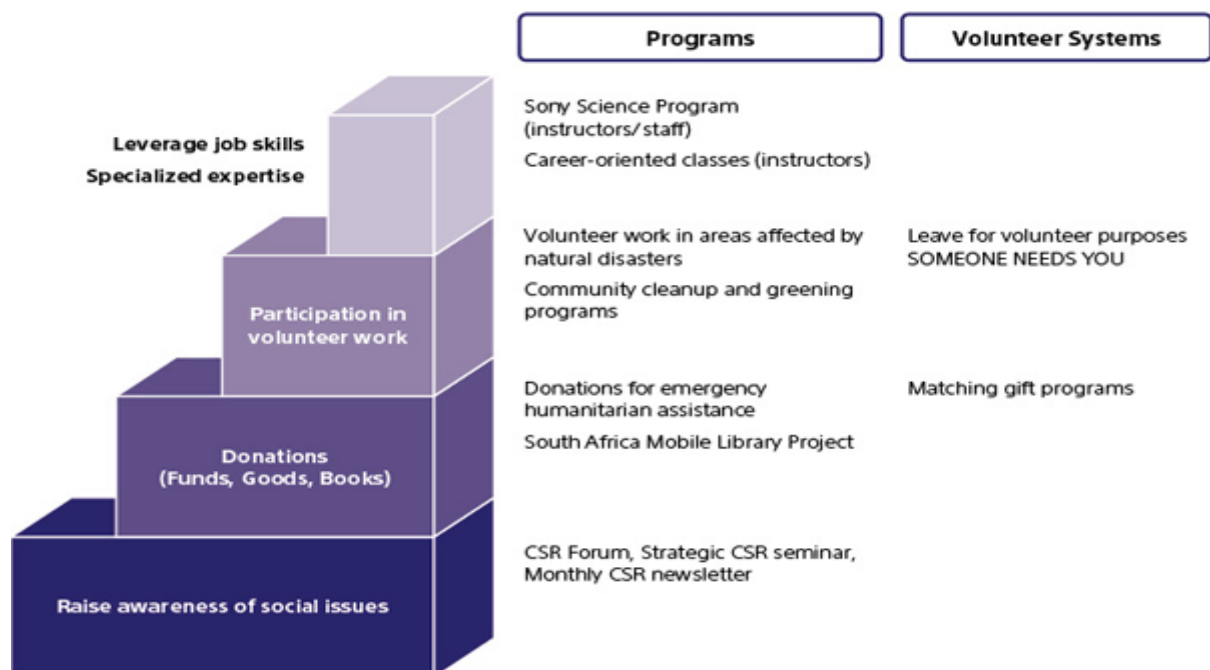 Programs
Volunteer Systems
Leverage job skills
Specialized expertise
Sony Science Program
(instructors/staff)
Career-oriented classes (instructors)
Participation in
volunteer work
Volunteer work in areas affected by
natural disasters
Community cleanup and greening
programs
Leave for volunteer purposes
SOMEONE NEEDS YOU
Donations
(Funds, Goods, Books)
Donations for emergency
humanitarian assistance
South Africa Mobile Library Project
Matching gift programs
Raise awareness of social issues
CSR Forum, Strategic CSR seminar,
Monthly CSR newsletter